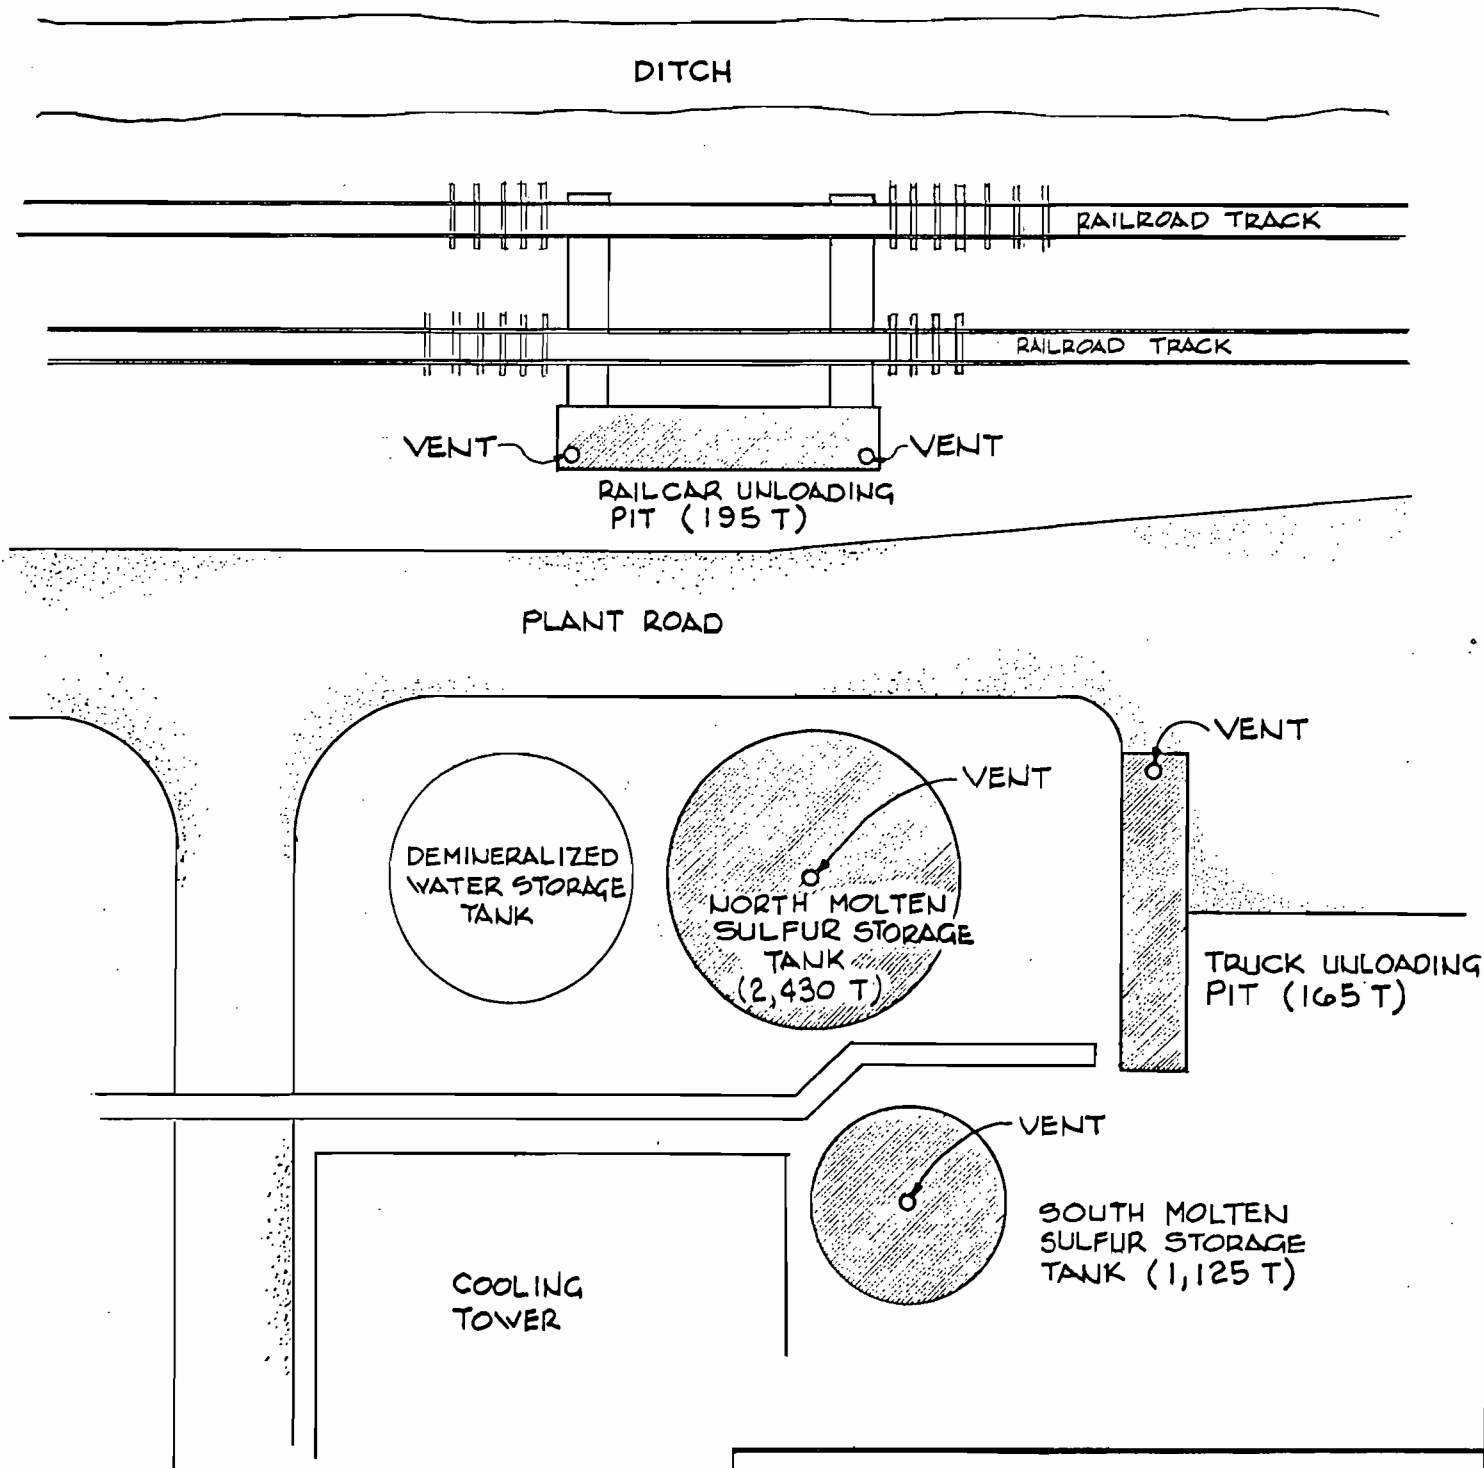 DITCH
RAILROAD TRACK
RAILROAD TRACK
VENT
VENT
RAILCAR UNLOADING
PIT (195 T)
PLANT ROAD
VENT
VENT
DEMINERALIZED
WATER STORAGE
TANK
NORTH MOLTEN
SULFUR STORAGE
TANK
(2,430 T)
TRUCK UNLOADING
PIT (165 T)
VENT
SOUTH MOLTEN
SULFUR STORAGE
TANK (1,125 T)
COOLING
TOWER